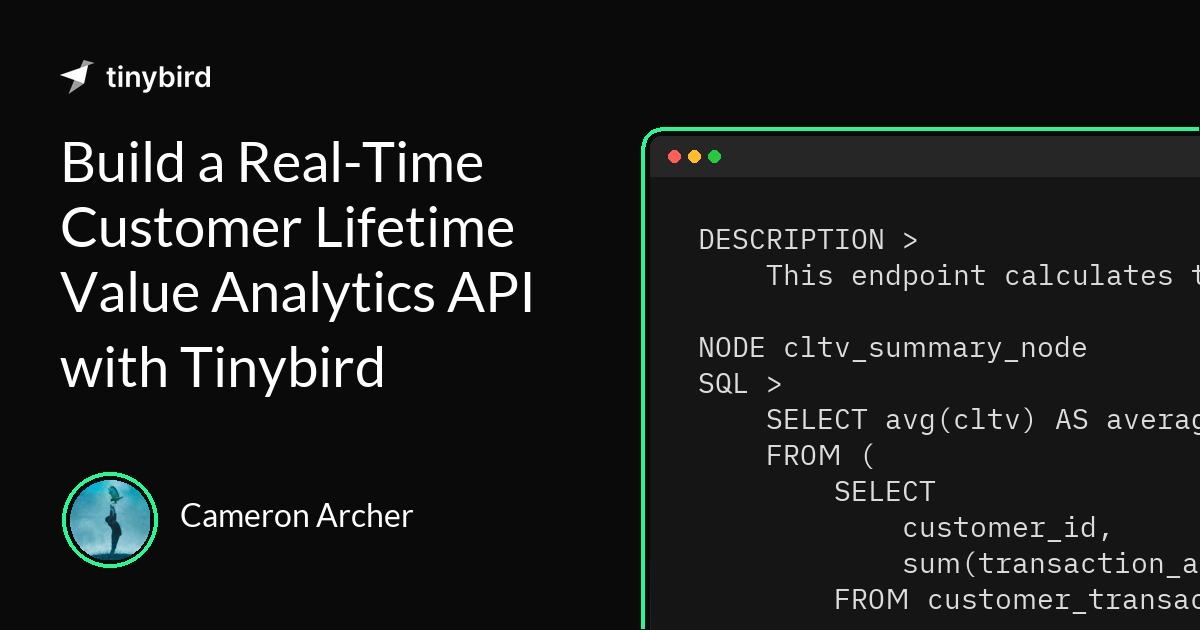 tinybird
Build a Real-Time
Customer Lifetime
Value Analytics API
with Tinybird
Cameron Archer
DESCRIPTION >
This endpoint calculates
NODE cltv_summary_node
SQL >
SELECT avg(cltv) AS
FROM (
SELECT
customer_id,
sum(transaction_a
FROM customer_transac